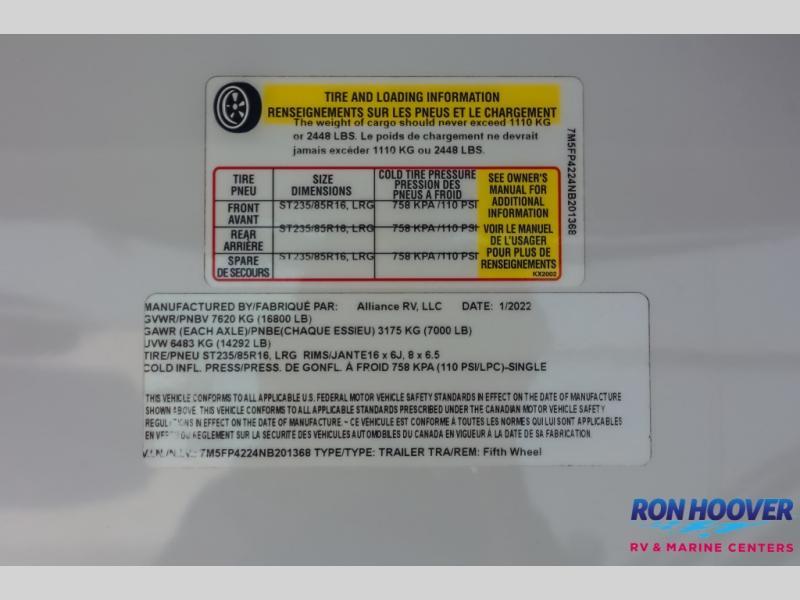 TIRE AND LOADING INFORMATION
RENSEIGNEMENTS SUR LES PNEUS ET LE CHARGEMENT
The weight of cargo should never exceed 1110 KG
or 2448 LBS. Le poids de chargement ne devrait
jamais excéder 1110 KG ou 2448 LBS.
7M5FP4224NB201368
TIRE
PNEU
SIZE
DIMENSIONS
COLD TIRE PRESSURE
PRESSION DES
PNEUS À FROID
SEE OWNER'S
MANUAL FOR
ADDITIONAL
INFORMATION
VOIR LE MANUEL
DE L'USAGER
POUR PLUS DE
RENSEIGNEMENTS
KX2002
FRONT
AVANT
ST235/85R16, LRG
758 KPA /110 PSI
REAR
ARRIÈRE
ST235/85R16, LRG
758 KPA /110 PSI
SPARE
DE SECOURS
ST235/85R16, LRG
758 KPA /110 PSI
MANUFACTURED BY/FABRIQUÉ PAR: Alliance RV, LLC DATE: 1/2022
GVWR/PNBV 7620 KG (16800 LB)
GAWR (EACH AXLE)/PNBE(CHAQUE ESSIEU) 3175 KG (7000 LB)
UVW 6483 KG (14292 LB)
TIRE/PNEU ST235/85R16, LRG RIMS/JANTE16 x 6J, 8 x 6.5
COLD INFL. PRESS/PRESS. DE GONFL. À FROID 758 KPA (110 PSI/LPC)-SINGLE
THIS VEHICLE CONFORMS TO ALL APPLICABLE U.S. FEDERAL MOTOR VEHICLE SAFETY STANDARDS IN EFFECT ON THE DATE OF MANUFACTURE
SHOWN ABOVE. THIS VEHICLE CONFORMS TO ALL APPLICABLE STANDARDS PRESCRIBED UNDER THE CANADIAN MOTOR VEHICLE SAFETY
REGULATIONS IN EFFECT ON THE DATE OF MANUFACTURE. - CE VÉHICULE EST CONFORME À TOUTES LES NORMES QUI LUI SONT APPLICABLES
EN VERTU DU RÈGLEMENT SUR LA SÉCURITÉ DES VÉHICULES AUTOMOBILES DU CANADA EN VIGUEUR À LA DATE DE SA FABRICATION.
V.I.N./N.I.V.: 7M5FP4224NB201368 TYPE/TYPE: TRAILER TRA/REM: Fifth Wheel
RON HOOVER
RV & MARINE CENTERS